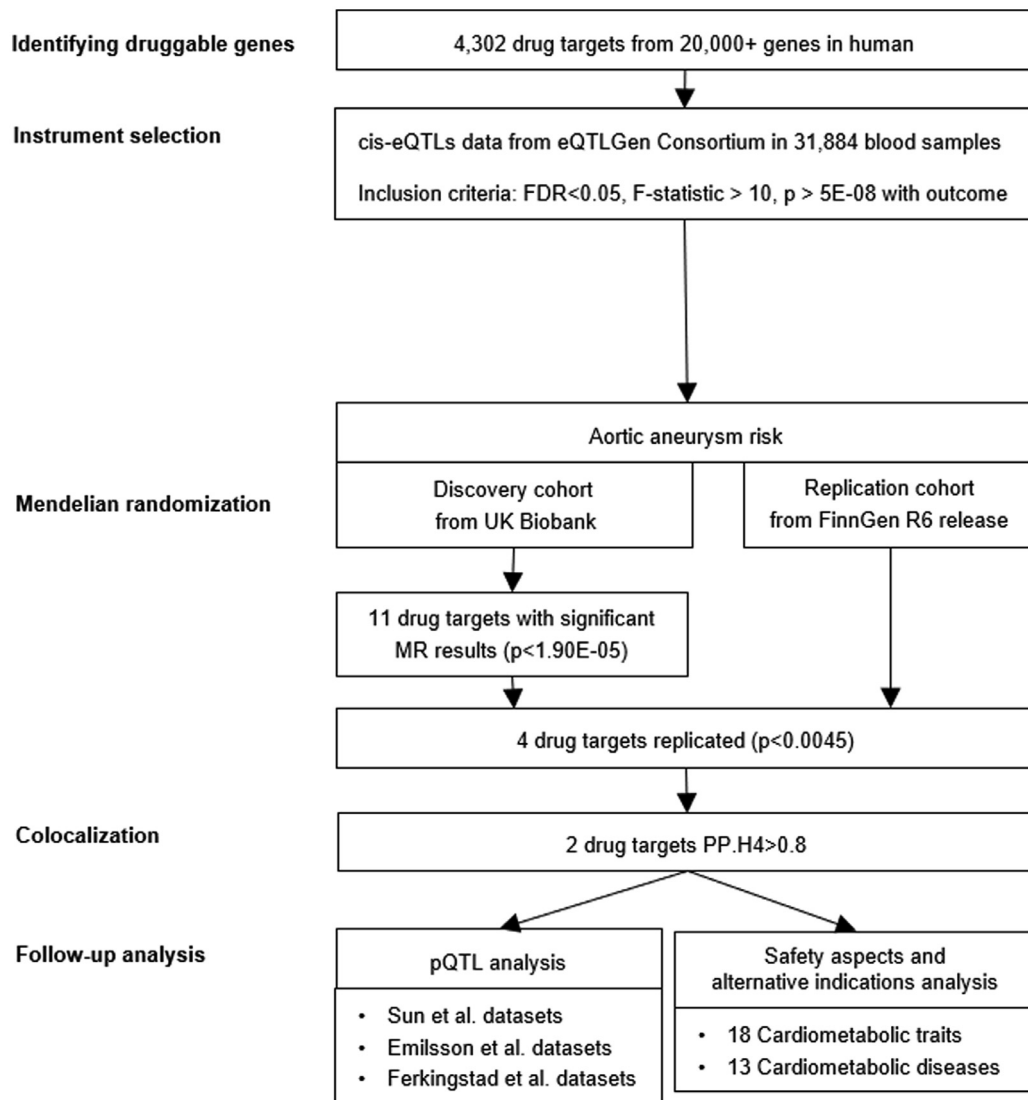 Identifying druggable genes
4,302 drug targets from 20,000+ genes in human
Instrument selection
cis-eQTLs data from eQTLGen Consortium in 31,884 blood samples
Inclusion criteria: FDR<0.05, F-statistic > 10, p > 5E-08 with outcome
Aortic aneurysm risk
Mendelian randomization
Discovery cohort
from UK Biobank
Replication cohort
from FinnGen R6 release
11 drug targets with significant
MR results (p<1.90E-05)
4 drug targets replicated (p<0.0045)
Colocalization
2 drug targets PP.H4>0.8
Follow-up analysis
pQTL analysis
• Sun et al. datasets
• Emilsson et al. datasets
• Ferkingstad et al. datasets
Safety aspects and
alternative indications analysis
• 18 Cardiometabolic traits
• 13 Cardiometabolic diseases